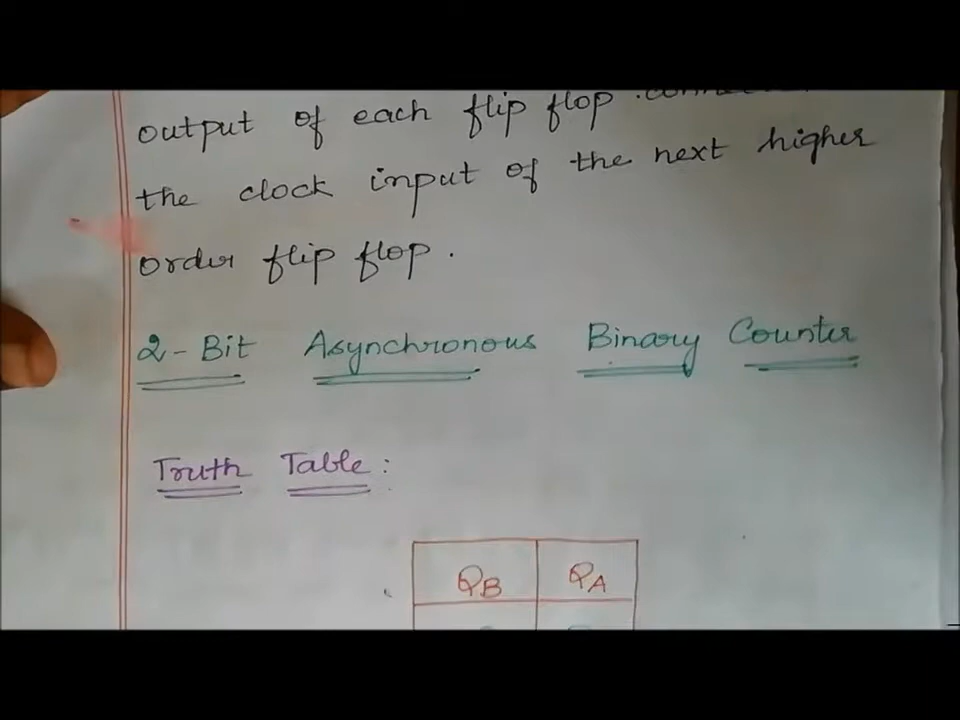 output of each flip flop
the clock input of the next higher
order flip flop.
2-Bit Asynchronous Binary Counter
Truth Table:
QB QA